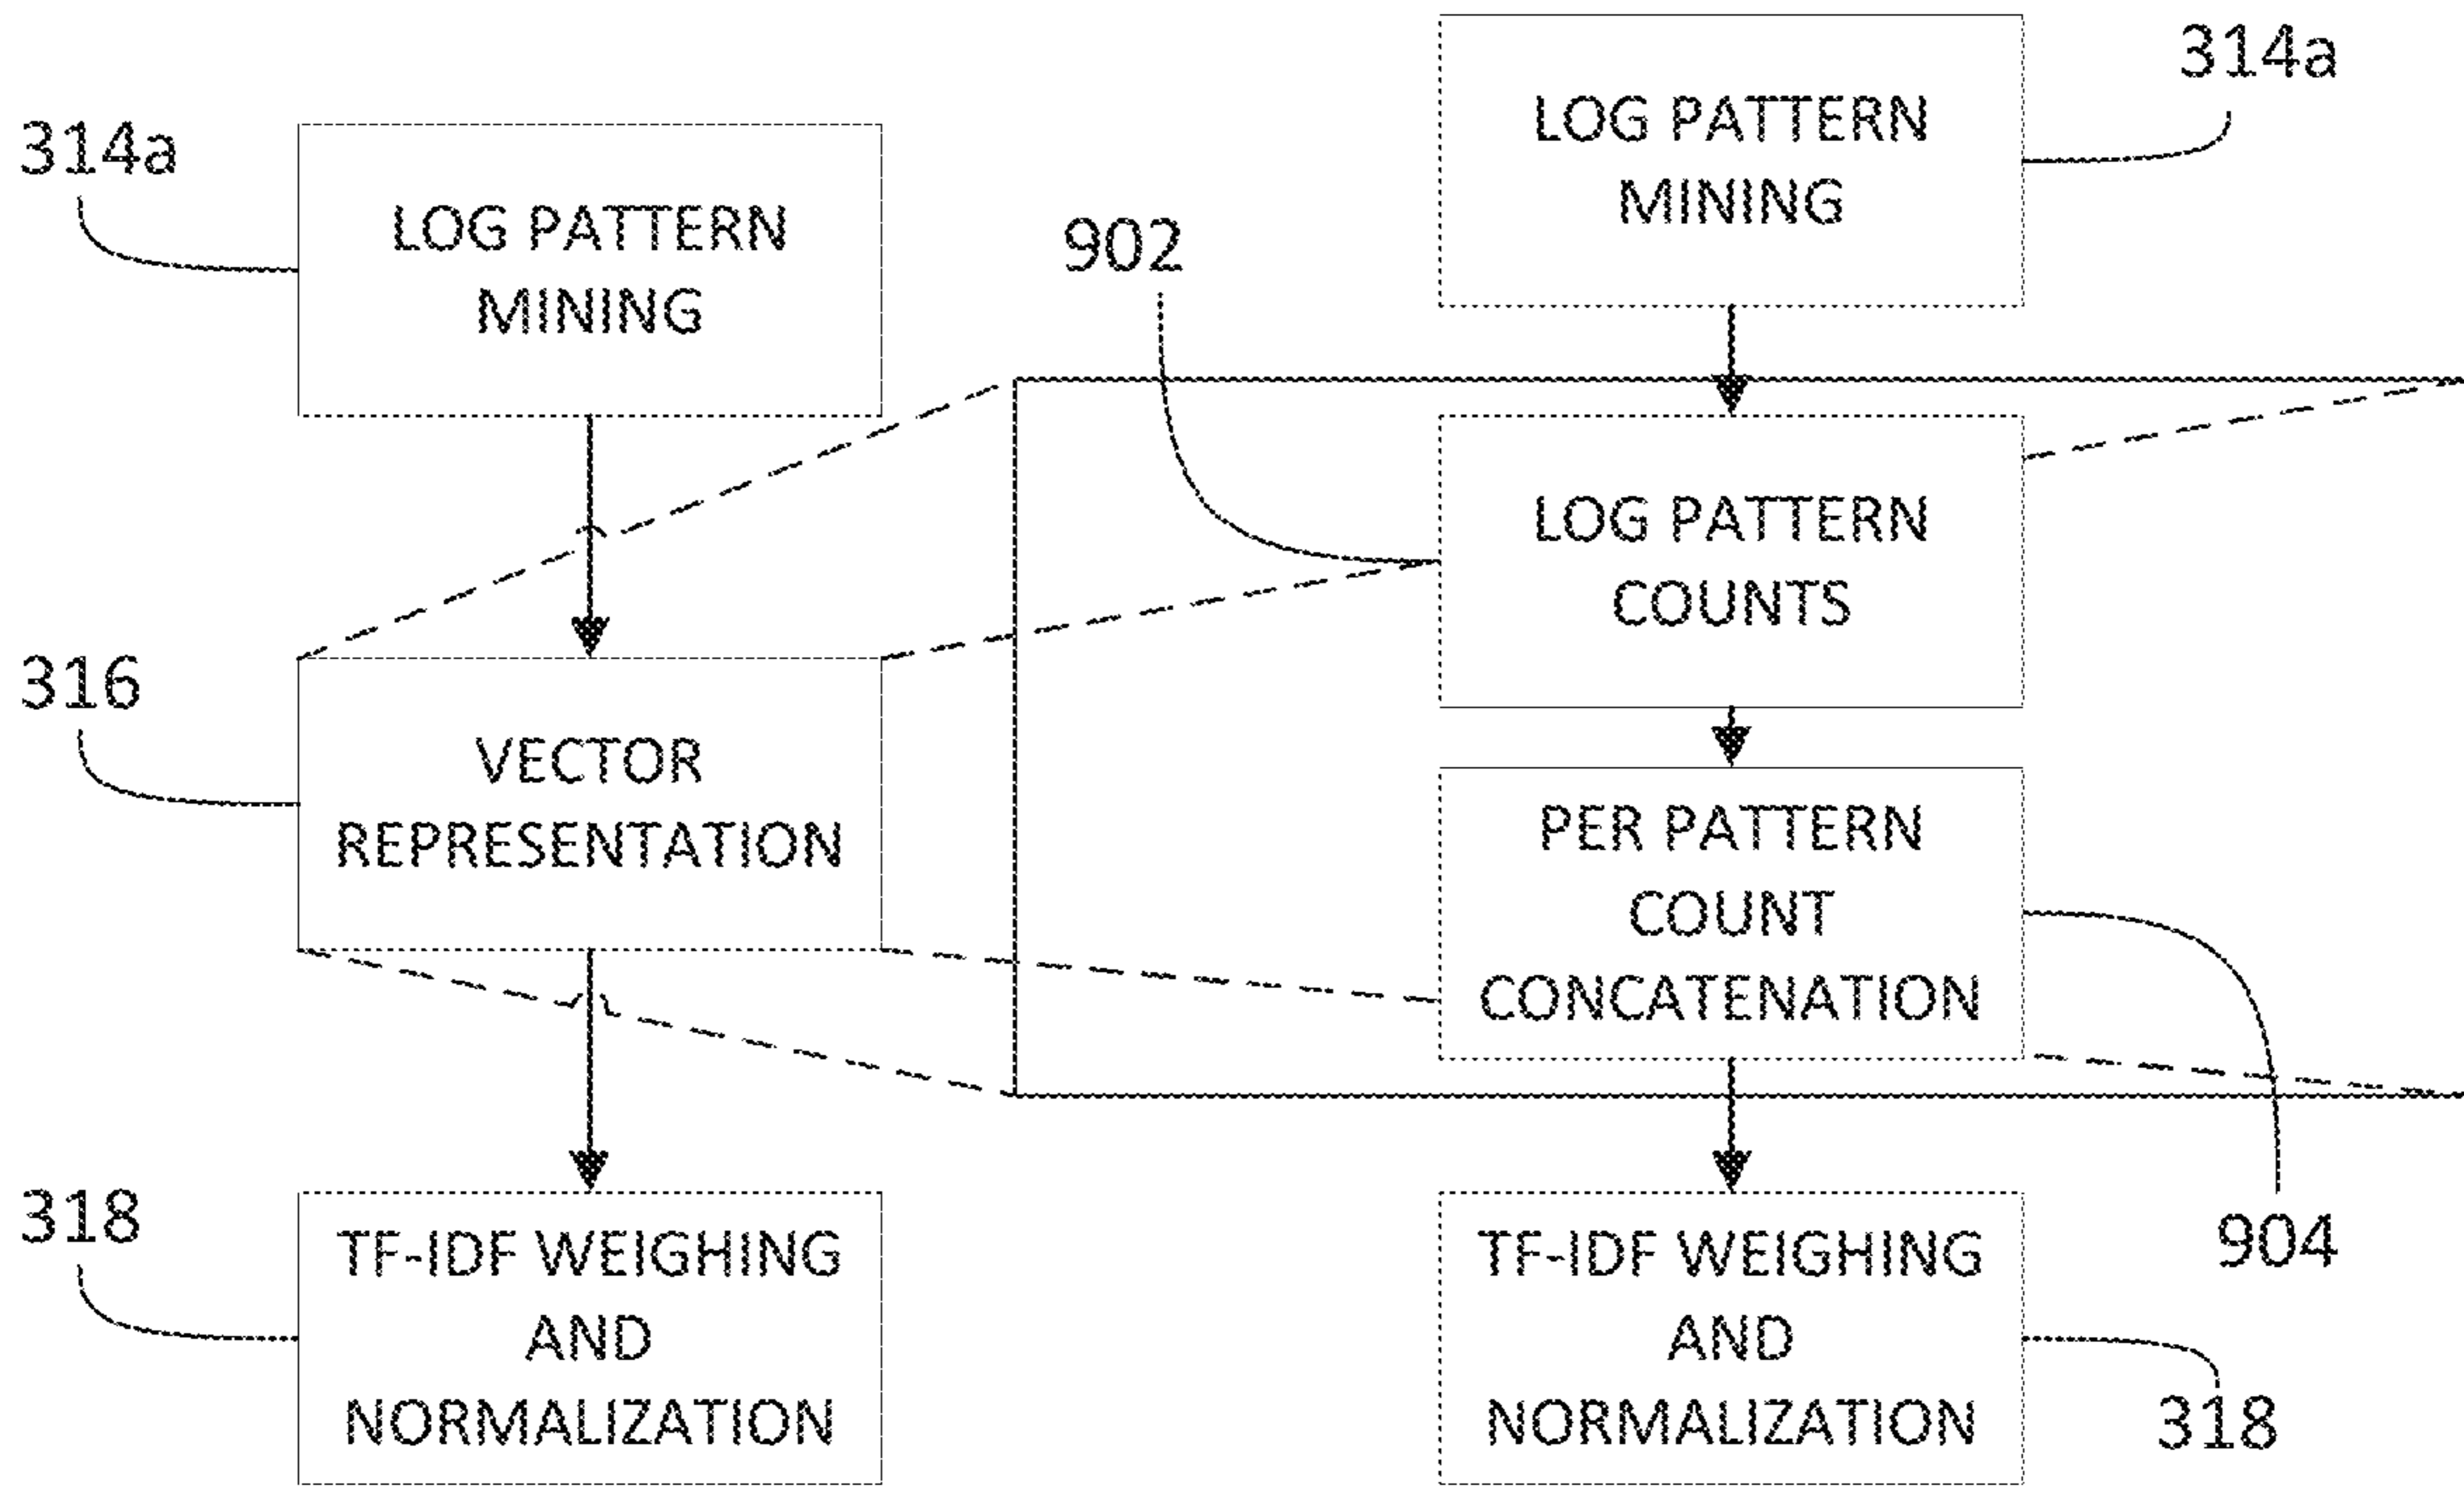 314a
LOG PATTERN
MINING
316
VECTOR
REPRESENTATION
318
TF-IDF WEIGHING
AND
NORMALIZATION
314a
LOG PATTERN
MINING
902
LOG PATTERN
COUNTS
PER PATTERN
COUNT
CONCATENATION
904
TF-IDF WEIGHING
AND
NORMALIZATION
318